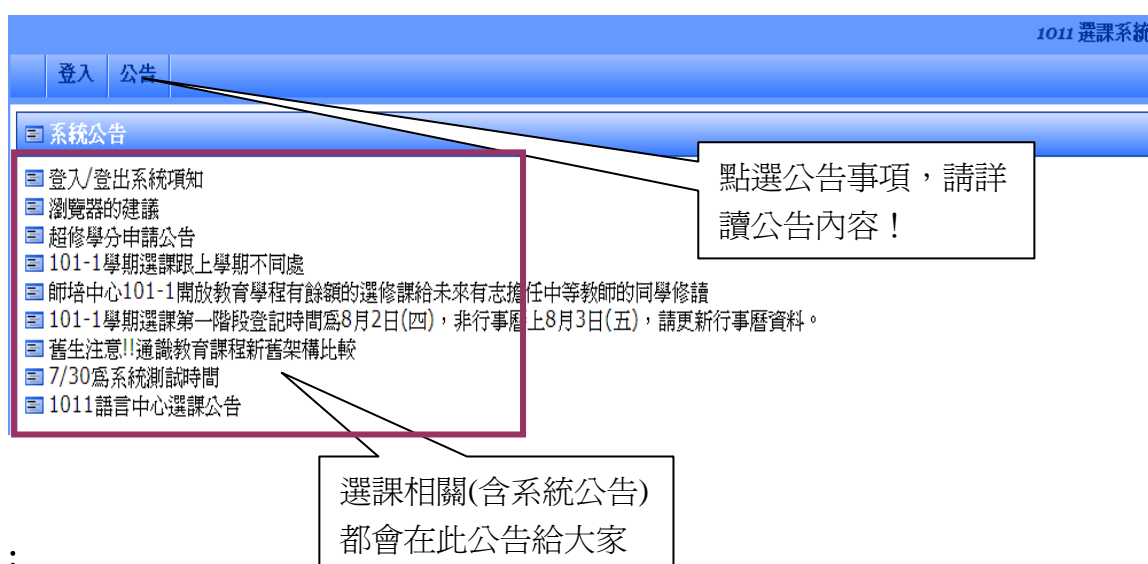 1011 選課系統
登入 公告
系統公告
登入/登出系統項知
瀏覽器的建議
超修學分申請公告
101-1學期選課跟上學期不同處
師培中心101-1開放教育學程有餘額的選修課給未來有志擔任中等教師的同學修讀
101-1學期選課第一階段登記時間為8月2日(四)，非行事曆上8月3日(五)，請更新行事曆資料。
舊生注意!!通識教育課程新舊架構比較
7/30為系統測試時間
1011語言中心選課公告
點選公告事項，請詳
讀公告內容！
選課相關(含系統公告)
都會在此公告給大家
: